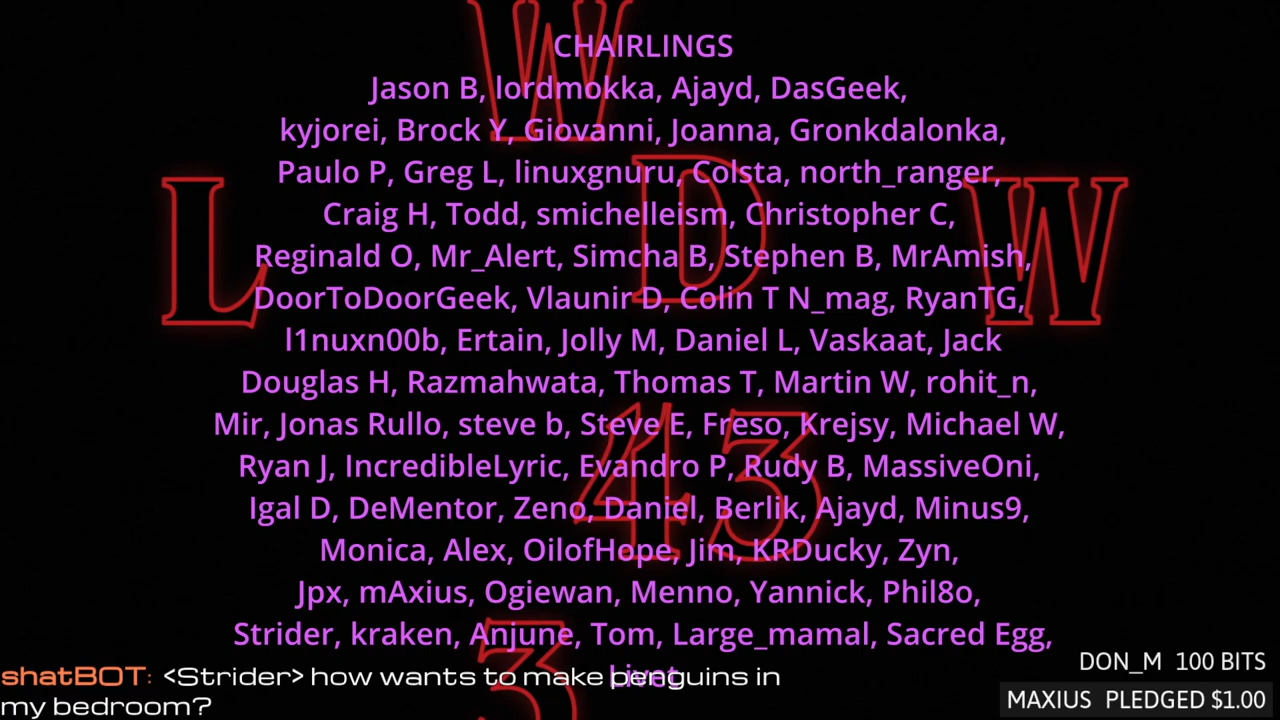 W
CHAIRLINGS
Jason B, lordmokka, Ajayd, DasGeek,
kyjorei, Brock Y, Giovanni, Joanna, Gronkdalonka,
Paulo P, Greg L, linuxgnuru, Colsta, north_ranger,
Craig H, Todd, smichelleism, Christopher C,
L D W
Reginald O, Mr_Alert, Simcha B, Stephen B, MrAmish,
DoorToDoorGeek, Vlaunir D, Colin T N_mag, RyanTG,
l1nuxn00b, Ertain, Jolly M, Daniel L, Vaskaat, Jack
Douglas H, Razmahwata, Thomas T, Martin W, rohit_n,
Mir, Jonas Rullo, steve b, Steve E, Freso, Krejsy, Michael W,
Ryan J, IncredibleLyric, Evandro P, Rudy B, MassiveOni,
43
Igal D, DeMentor, Zeno, Daniel, Berlik, Ajayd, Minus9,
Monica, Alex, OilofHope, Jim, KRDucky, Zyn,
Jpx, mAxius, Ogiewan, Menno, Yannick, Phil8o,
Strider, kraken, Anjune, Tom, Large_mamal, Sacred Egg,
3
shatBOT: <Strider> how wants to make penguins in
my bedroom?
DON_M 100 BITS
MAXIUS PLEDGED $1.00